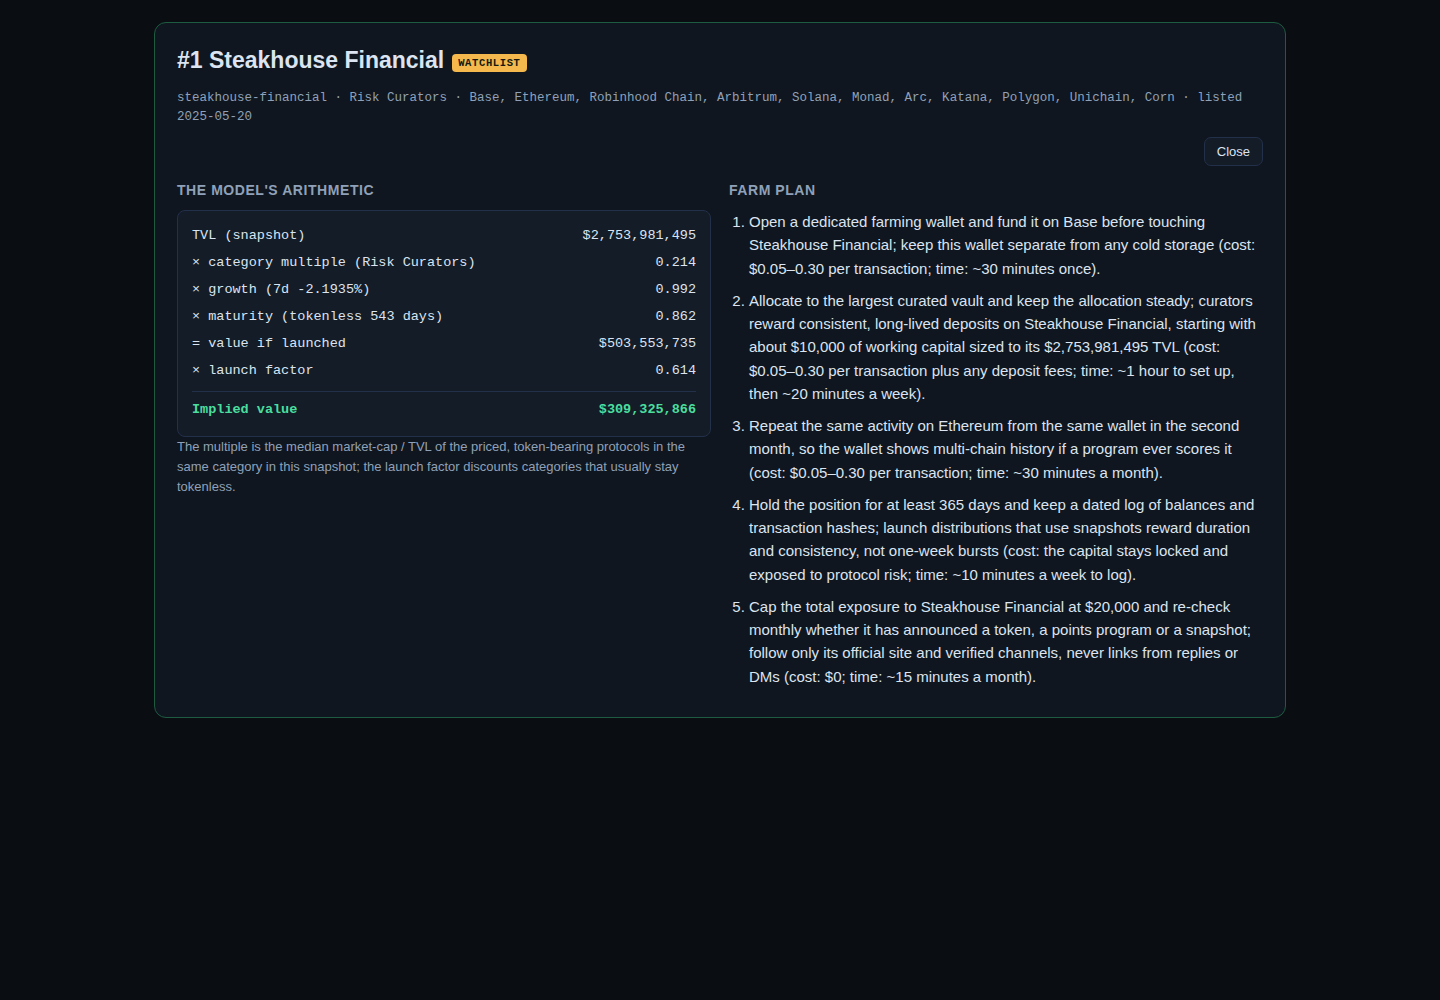 #1 Steakhouse Financial WATCHLIST
steakhouse-financial · Risk Curators · Base, Ethereum, Robinhood Chain, Arbitrum, Solana, Monad, Arc, Katana, Polygon, Unichain, Corn · listed
2025-05-20
Close
THE MODEL'S ARITHMETIC
TVL (snapshot) $2,753,981,495
× category multiple (Risk Curators) 0.214
× growth (7d -2.1935%) 0.992
× maturity (tokenless 543 days) 0.862
= value if launched $503,553,735
× launch factor 0.614
Implied value $309,325,866
The multiple is the median market-cap / TVL of the priced, token-bearing protocols in the
same category in this snapshot; the launch factor discounts categories that usually stay
tokenless.
FARM PLAN
1. Open a dedicated farming wallet and fund it on Base before touching
Steakhouse Financial; keep this wallet separate from any cold storage (cost:
$0.05–0.30 per transaction; time: ~30 minutes once).
2. Allocate to the largest curated vault and keep the allocation steady; curators
reward consistent, long-lived deposits on Steakhouse Financial, starting with
about $10,000 of working capital sized to its $2,753,981,495 TVL (cost:
$0.05–0.30 per transaction plus any deposit fees; time: ~1 hour to set up,
then ~20 minutes a week).
3. Repeat the same activity on Ethereum from the same wallet in the second
month, so the wallet shows multi-chain history if a program ever scores it
(cost: $0.05–0.30 per transaction; time: ~30 minutes a month).
4. Hold the position for at least 365 days and keep a dated log of balances and
transaction hashes; launch distributions that use snapshots reward duration
and consistency, not one-week bursts (cost: the capital stays locked and
exposed to protocol risk; time: ~10 minutes a week to log).
5. Cap the total exposure to Steakhouse Financial at $20,000 and re-check
monthly whether it has announced a token, a points program or a snapshot;
follow only its official site and verified channels, never links from replies or
DMs (cost: $0; time: ~15 minutes a month).